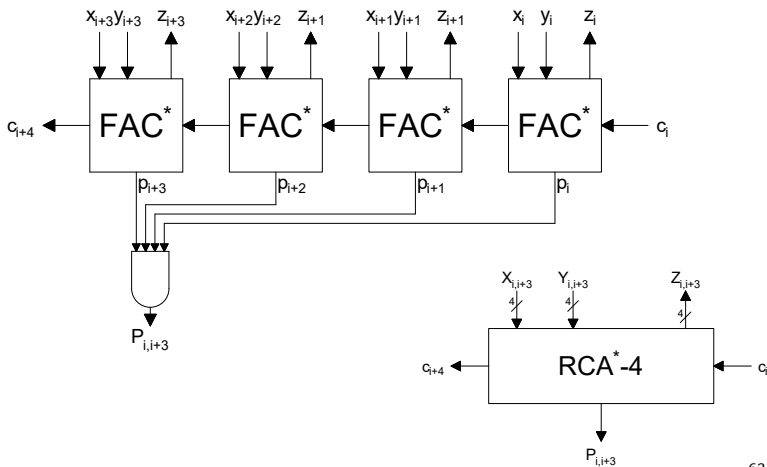 x_{i+3} y_{i+3} z_{i+3} x_{i+2} y_{i+2} z_{i+1} x_{i+1} y_{i+1} z_{i+1} x_i y_i z_i
c_{i+4} FAC* FAC* FAC* FAC* c_i
p_{i+3} p_{i+2} p_{i+1} p_i
P_{i,i+3}
X_{i,i+3} Y_{i,i+3} Z_{i,i+3}
4 4 4
c_{i+4} RCA*-4 c_i
P_{i,i+3}